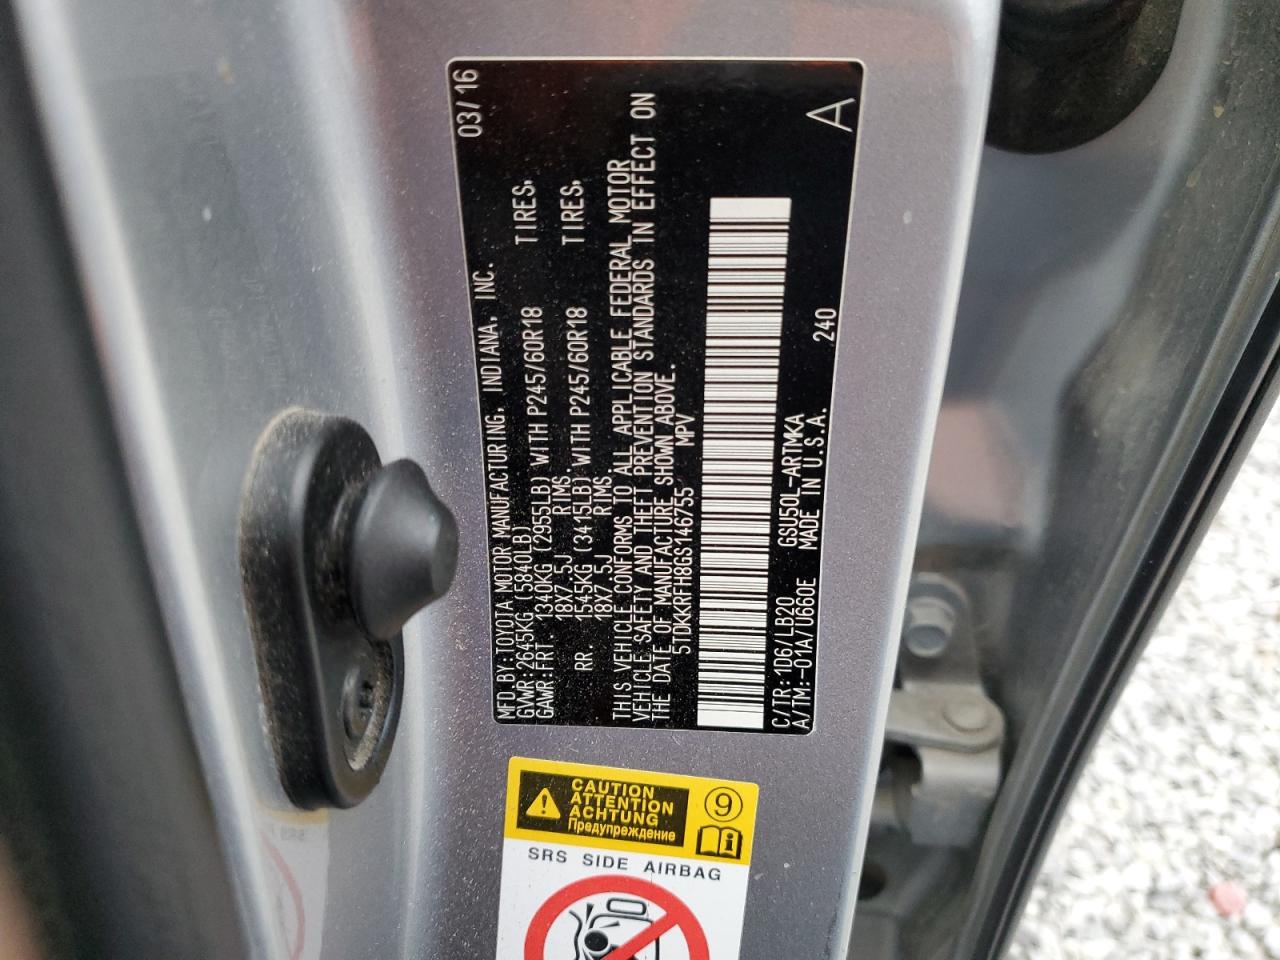 MFD. BY: TOYOTA MOTOR MANUFACTURING, INDIANA, INC. 03/16
GVWR: 2645KG (5840LB)
GAWR: FRT. 1340KG (2955LB) WITH P245/60R18 TIRES,
18X7.5J RIMS,
RR. 1545KG (3415LB) WITH P245/60R18 TIRES,
18X7.5J RIMS
THIS VEHICLE CONFORMS TO ALL APPLICABLE FEDERAL MOTOR
VEHICLE SAFETY AND THEFT PREVENTION STANDARDS IN EFFECT ON
THE DATE OF MANUFACTURE SHOWN ABOVE.
5TDKKRFH8GS146755 MPV
C/TR: 1D6/LB20 GSU50L-ARTMKA 240
A/TM: -01A/U660E MADE IN U.S.A. A
CAUTION
ATTENTION
ACHTUNG
Предупреждение
9
i
SRS SIDE AIRBAG